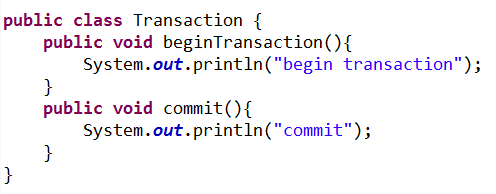 public class Transaction {
    public void beginTransaction(){
        System.out.println("begin transaction");
    }
    public void commit(){
        System.out.println("commit");
    }
}